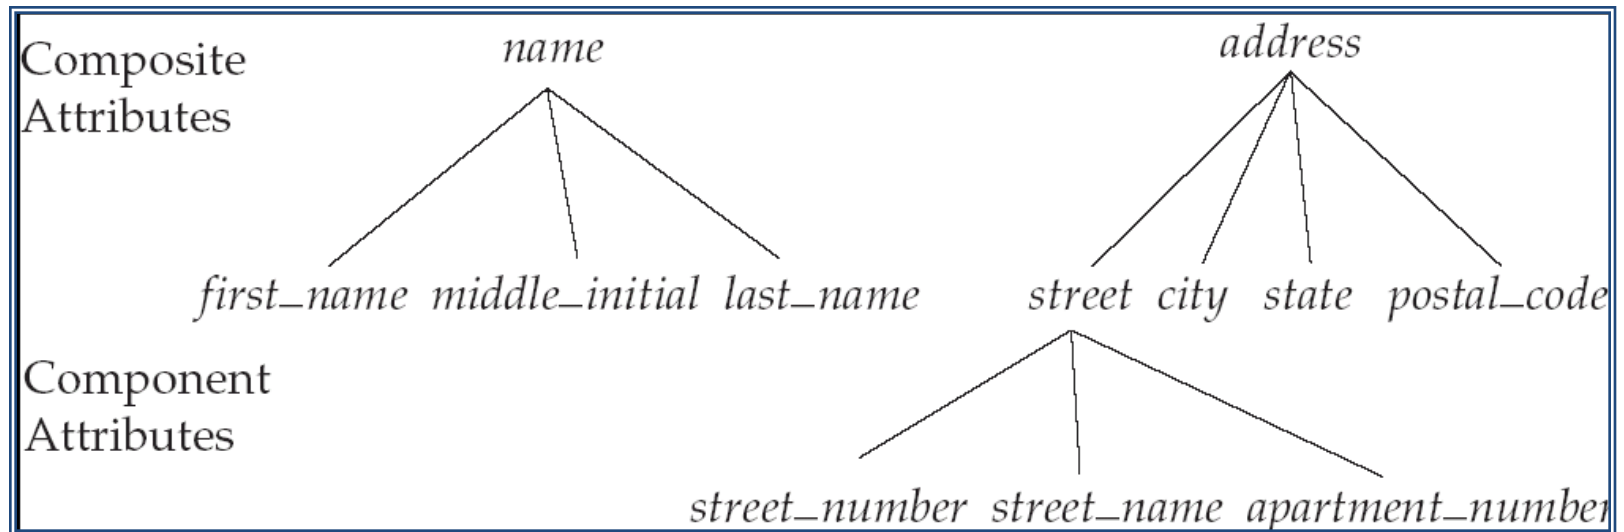 Composite
Attributes
name
address
first_name middle_initial last_name
street city state postal_code
Component
Attributes
street_number street_name apartment_number